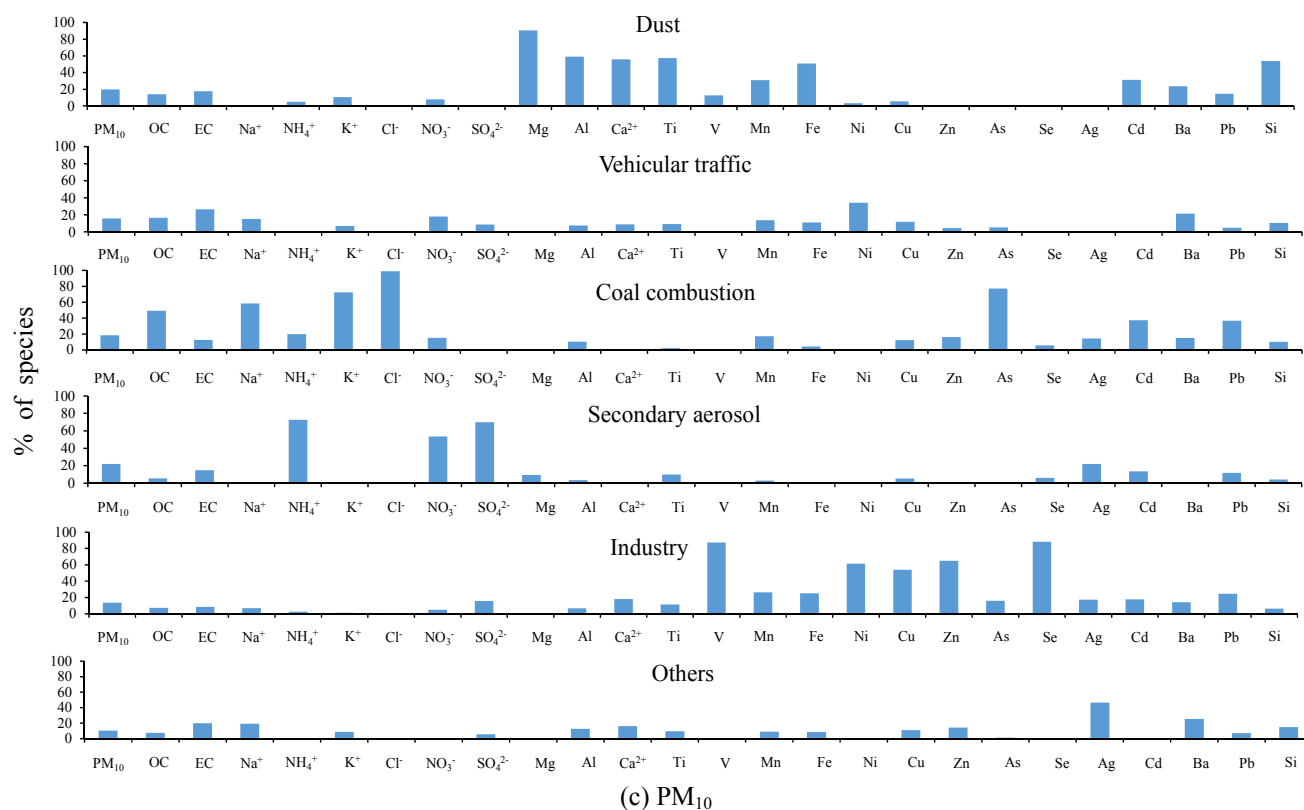 Dust
100
80
60
40
20
0
PM₁₀ OC EC Na⁺ NH₄⁺ K⁺ Cl⁻ NO₃⁻ SO₄²⁻ Mg Al Ca²⁺ Ti V Mn Fe Ni Cu Zn As Se Ag Cd Ba Pb Si
Vehicular traffic
100
80
60
40
20
0
PM₁₀ OC EC Na⁺ NH₄⁺ K⁺ Cl⁻ NO₃⁻ SO₄²⁻ Mg Al Ca²⁺ Ti V Mn Fe Ni Cu Zn As Se Ag Cd Ba Pb Si
Coal combustion
100
80
60
40
20
0
PM₁₀ OC EC Na⁺ NH₄⁺ K⁺ Cl⁻ NO₃⁻ SO₄²⁻ Mg Al Ca²⁺ Ti V Mn Fe Ni Cu Zn As Se Ag Cd Ba Pb Si
% of species
Secondary aerosol
100
80
60
40
20
0
PM₁₀ OC EC Na⁺ NH₄⁺ K⁺ Cl⁻ NO₃⁻ SO₄²⁻ Mg Al Ca²⁺ Ti V Mn Fe Ni Cu Zn As Se Ag Cd Ba Pb Si
Industry
100
80
60
40
20
0
PM₁₀ OC EC Na⁺ NH₄⁺ K⁺ Cl⁻ NO₃⁻ SO₄²⁻ Mg Al Ca²⁺ Ti V Mn Fe Ni Cu Zn As Se Ag Cd Ba Pb Si
Others
100
80
60
40
20
0
PM₁₀ OC EC Na⁺ NH₄⁺ K⁺ Cl⁻ NO₃⁻ SO₄²⁻ Mg Al Ca²⁺ Ti V Mn Fe Ni Cu Zn As Se Ag Cd Ba Pb Si
(c) PM₁₀